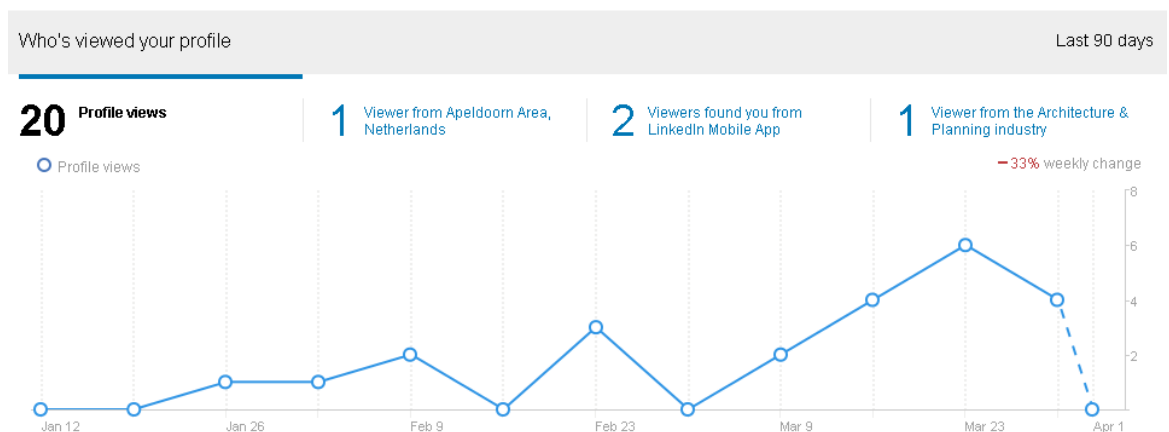 Who's viewed your profile
Last 90 days
20 Profile views
1 Viewer from Apeldoorn Area,
Netherlands
2 Viewers found you from
LinkedIn Mobile App
1 Viewer from the Architecture &
Planning industry
Profile views
−33% weekly change
8
6
4
2
Jan 12
Jan 26
Feb 9
Feb 23
Mar 9
Mar 23
Apr 1